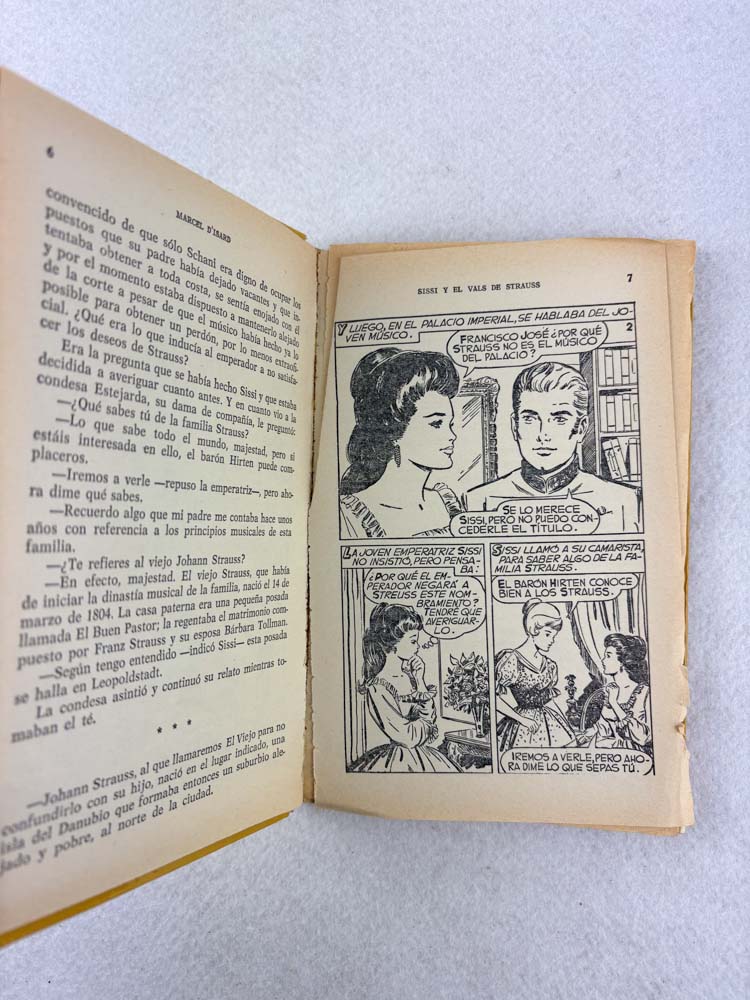 6
MARCEL D'ISARD
convencido de que sólo Schani era digno de ocupar los
puestos que su padre había dejado vacantes y que in-
tentaba obtener a toda costa, se sentía enojado con él
y por el momento estaba dispuesto a mantenerlo alejado
de la corte a pesar de que el músico había hecho ya lo
posible para obtener un perdón, por lo menos extraofi-
cial. ¿Qué era lo que inducía al emperador a no satisfa-
cer los deseos de Strauss?
Era la pregunta que se había hecho Sissi y que estaba
decidida a averiguar cuanto antes. Y en cuanto vio a la
condesa Estejarda, su dama de compañía, le preguntó:
—¿Qué sabes tú de la familia Strauss?
—Lo que sabe todo el mundo, majestad, pero si
estáis interesada en ello, el barón Hirten puede com-
placeros.
—Iremos a verle —repuso la emperatriz—, pero aho-
ra dime qué sabes.
—Recuerdo algo que mi padre me contaba hace unos
años con referencia a los principios musicales de esta
familia.
—¿Te refieres al viejo Johann Strauss?
—En efecto, majestad. El viejo Strauss, que había
de iniciar la dinastía musical de la familia, nació el 14 de
marzo de 1804. La casa paterna era una pequeña posada
llamada El Buen Pastor; la regentaba el matrimonio com-
puesto por Franz Strauss y su esposa Bárbara Tollman.
—Según tengo entendido —indicó Sissi— esta posada
se halla en Leopoldstadt.
La condesa asintió y continuó su relato mientras to-
maban el té.
* * *
—Johann Strauss, al que llamaremos El Viejo para no
confundirlo con su hijo, nació en el lugar indicado, una
isla del Danubio que formaba entonces un suburbio ale-
jado y pobre, al norte de la ciudad.
SISSI Y EL VALS DE STRAUSS
7
Y LUEGO, EN EL PALACIO IMPERIAL, SE HABLABA DEL JO-
VEN MÚSICO.
2
FRANCISCO JOSÉ ¿POR QUÉ
STRAUSS NO ES EL MÚSICO
DEL PALACIO?
SE LO MERECE
SISSI, PERO NO PUEDO CON-
CEDERLE EL TÍTULO.
LA JOVEN EMPERATRIZ SISSI
NO INSISTIÓ, PERO PENSA-
BA:
¿POR QUÉ EL EM-
PERADOR NEGARÁ
A STREUSS ESTE NOM-
BRAMIENTO?
TENDRÉ QUE
AVERIGUAR-
LO.
SISSI LLAMÓ A SU CAMARISTA,
PARA SABER ALGO DE LA FA-
MILIA STRAUSS.
EL BARÓN HIRTEN CONOCE
BIEN A LOS STRAUSS.
IREMOS A VERLE, PERO AHO-
RA DIME LO QUE SEPAS TÚ.